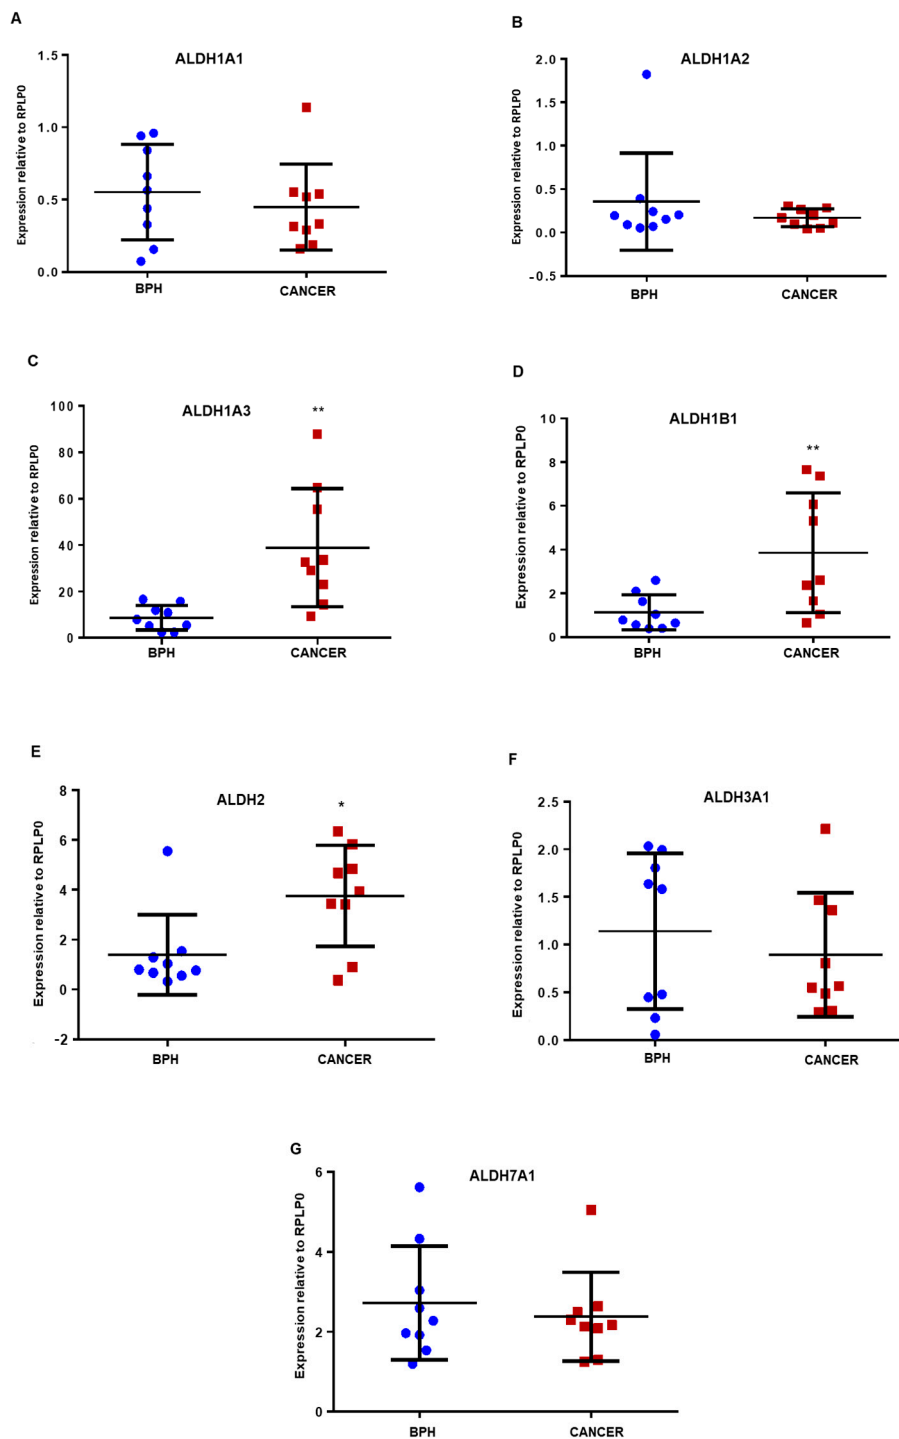 A
ALDH1A1
Expression relative to RPLP0
1.5
1.0
0.5
0.0
BPH
CANCER
B
ALDH1A2
Expression relative to RPLP0
2.0
1.5
1.0
0.5
0.0
-0.5
BPH
CANCER
C
ALDH1A3
**
Expression relative to RPLP0
100
80
60
40
20
0
BPH
CANCER
D
ALDH1B1
**
Expression relative to RPLP0
10
8
6
4
2
0
BPH
CANCER
E
ALDH2
*
Expression relative to RPLP0
8
6
4
2
0
-2
BPH
CANCER
F
ALDH3A1
Expression relative to RPLP0
2.5
2.0
1.5
1.0
0.5
0.0
BPH
CANCER
G
ALDH7A1
Expression relative to RPLP0
6
4
2
0
BPH
CANCER